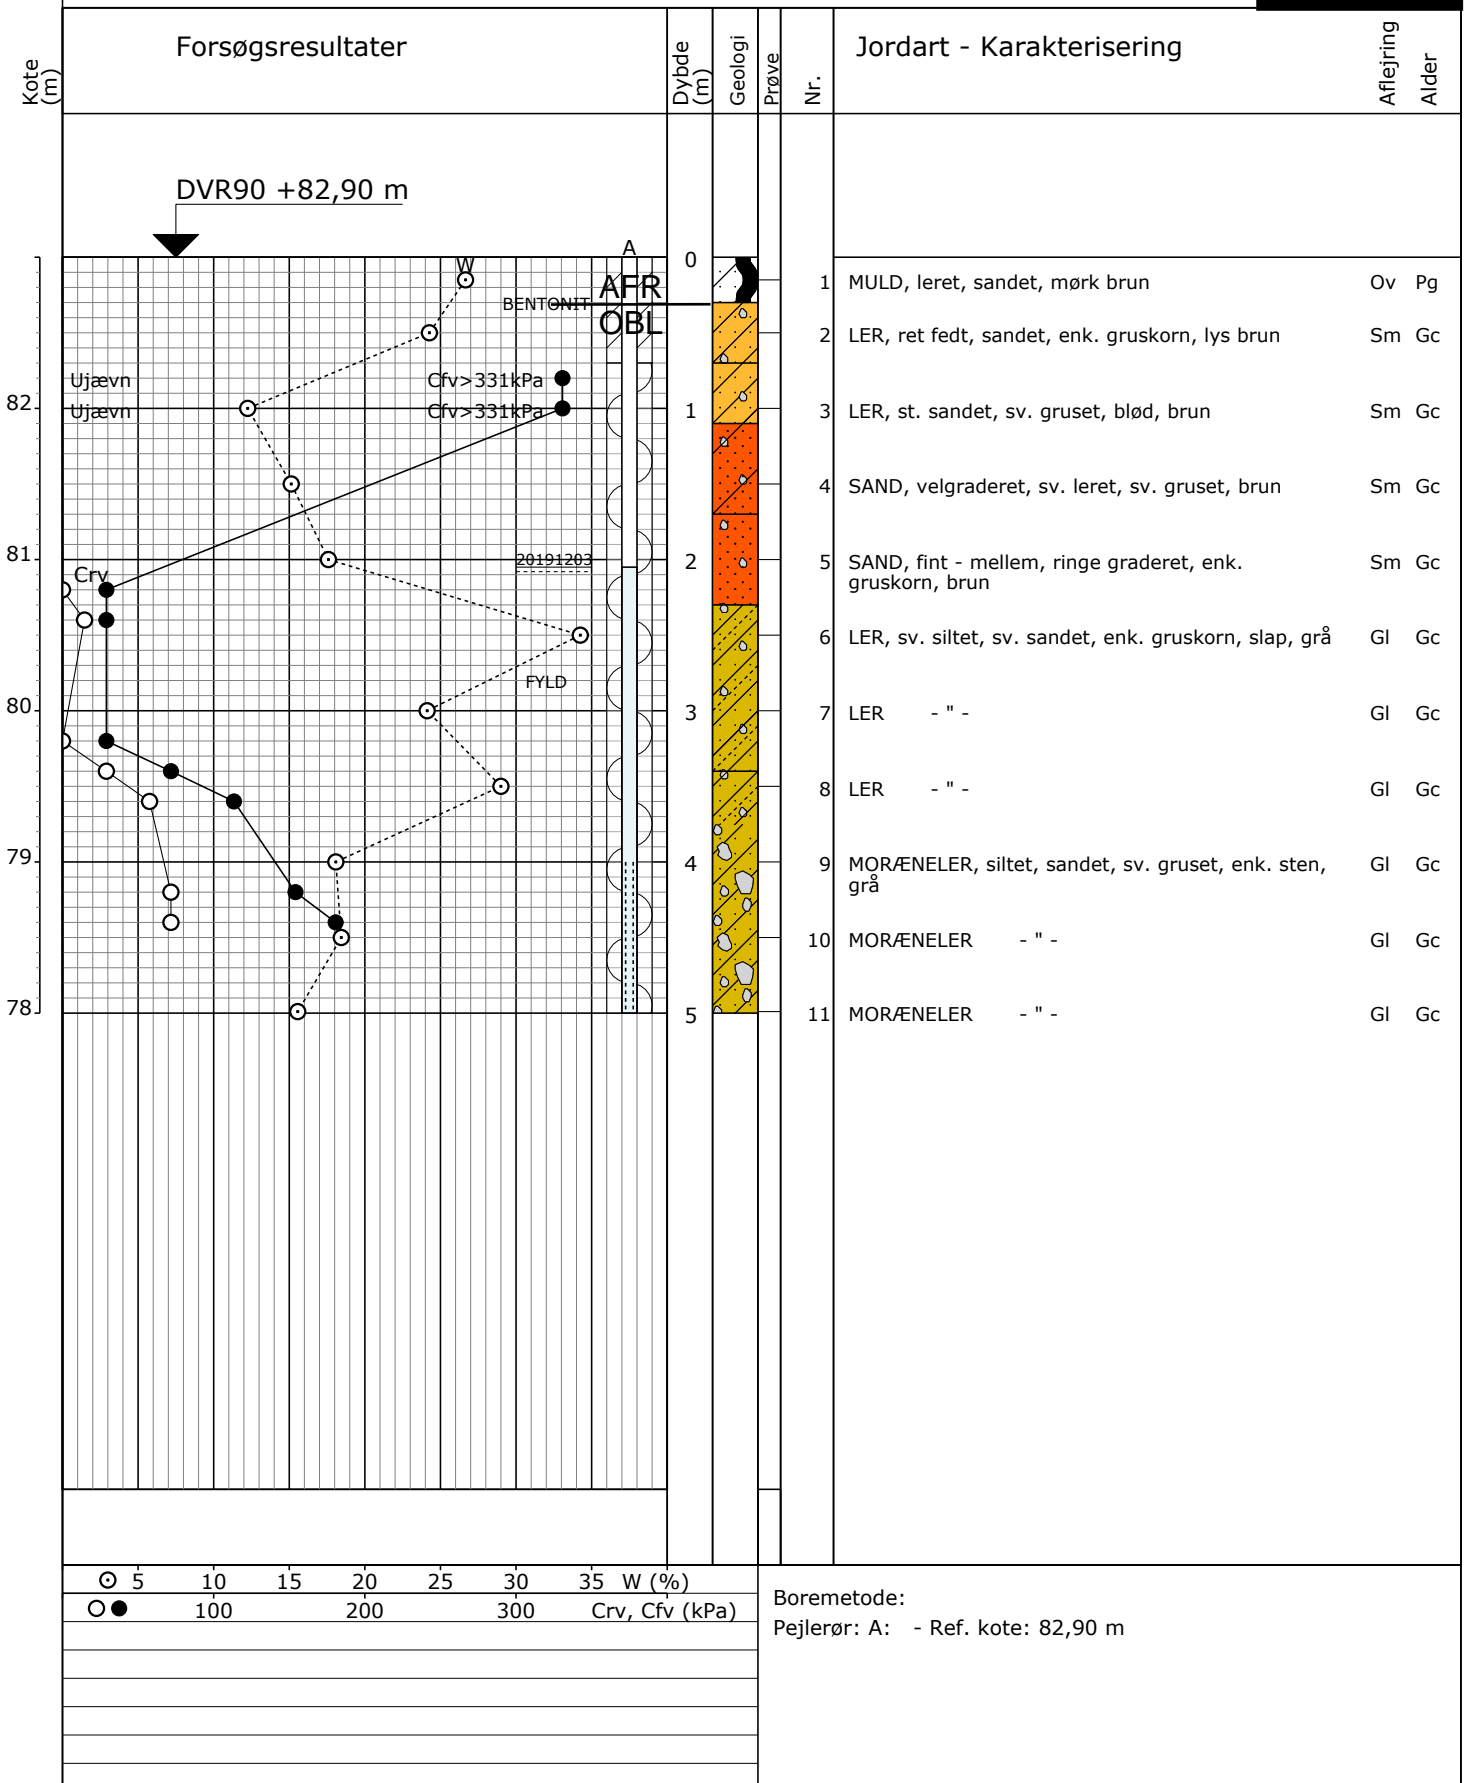 Kote (m)
Forsøgsresultater
Dybde (m)
Geologi
Prøve
Nr.
Jordart - Karakterisering
Aflejring
Alder
DVR90 +82,90 m
A
0
W
AFR
BENTONIT
OBL
1 MULD, leret, sandet, mørk brun Ov Pg
2 LER, ret fedt, sandet, enk. gruskorn, lys brun Sm Gc
Ujævn Cfv>331kPa
82 Ujævn Cfv>331kPa 1
3 LER, st. sandet, sv. gruset, blød, brun Sm Gc
4 SAND, velgraderet, sv. leret, sv. gruset, brun Sm Gc
81 20191203 2
5 SAND, fint - mellem, ringe graderet, enk. Sm Gc
gruskorn, brun
Crv
6 LER, sv. siltet, sv. sandet, enk. gruskorn, slap, grå Gl Gc
FYLD
80 3
7 LER - " - Gl Gc
8 LER - " - Gl Gc
79 4
9 MORÆNELER, siltet, sandet, sv. gruset, enk. sten, Gl Gc
grå
10 MORÆNELER - " - Gl Gc
78 5
11 MORÆNELER - " - Gl Gc
5 10 15 20 25 30 35 W (%)
100 200 300 Crv, Cfv (kPa)
Boremetode:
Pejlerør: A: - Ref. kote: 82,90 m